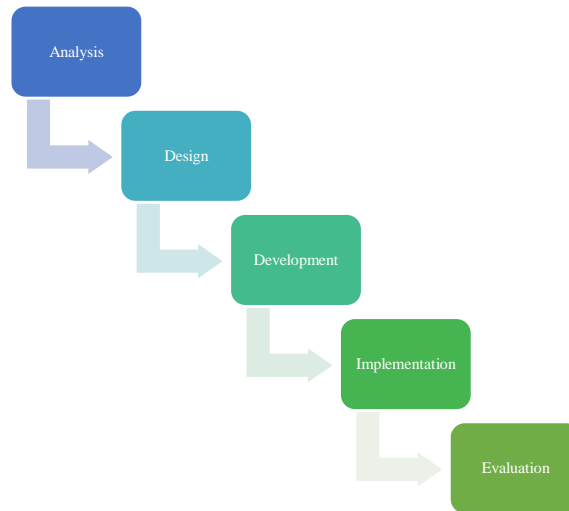 Analysis
Design
Development
Implementation
Evaluation